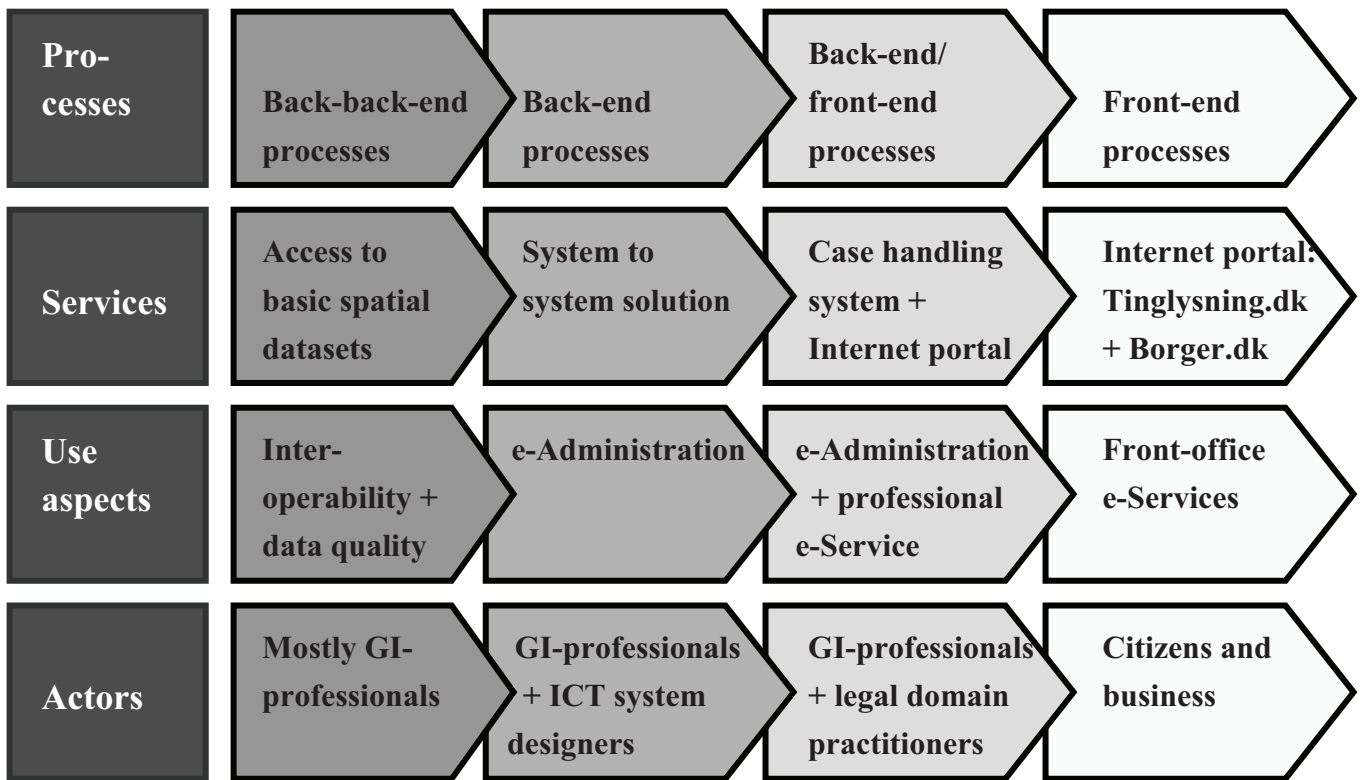 Pro-
cesses
Back-back-end
processes
Back-end
processes
Back-end/
front-end
processes
Front-end
processes
Services
Access to
basic spatial
datasets
System to
system solution
Case handling
system +
Internet portal
Internet portal:
Tinglysning.dk
+ Borger.dk
Use
aspects
Inter-
operability +
data quality
e-Administration
e-Administration
+ professional
e-Service
Front-office
e-Services
Actors
Mostly GI-
professionals
GI-professionals
+ ICT system
designers
GI-professionals
+ legal domain
practitioners
Citizens and
business